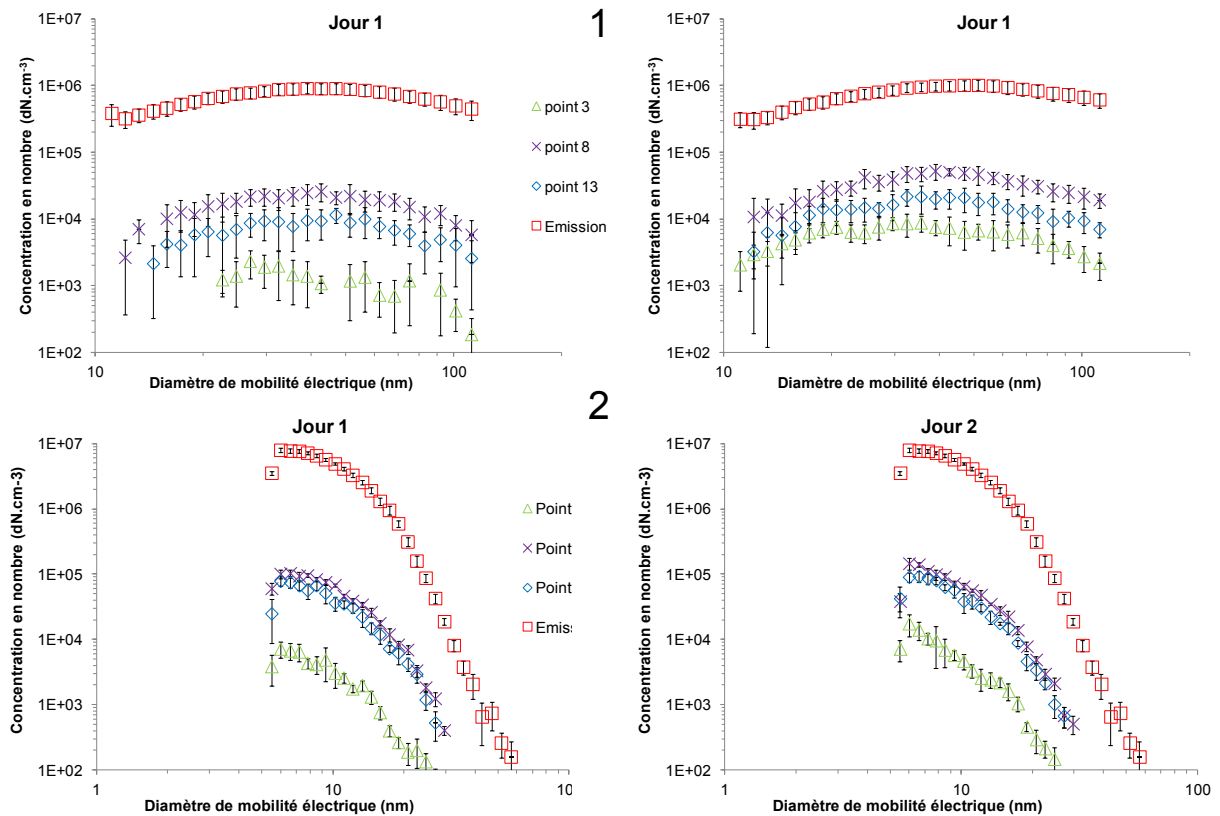 1
Jour 1
Concentration en nombre (dN.cm-3)
1E+07
1E+06
1E+05
1E+04
1E+03
1E+02
10
100
Diamètre de mobilité électrique (nm)
point 3
point 8
point 13
Emission
Jour 1
Concentration en nombre (dN.cm-3)
1E+07
1E+06
1E+05
1E+04
1E+03
1E+02
10
100
Diamètre de mobilité électrique (nm)
2
Jour 1
Concentration en nombre (dN.cm-3)
1E+07
1E+06
1E+05
1E+04
1E+03
1E+02
1
10
Diamètre de mobilité électrique (nm)
Point
Point
Point
Jour 2
Concentration en nombre (dN.cm-3)
1E+07
1E+06
1E+05
1E+04
1E+03
1E+02
1
10
100
Diamètre de mobilité électrique (nm)